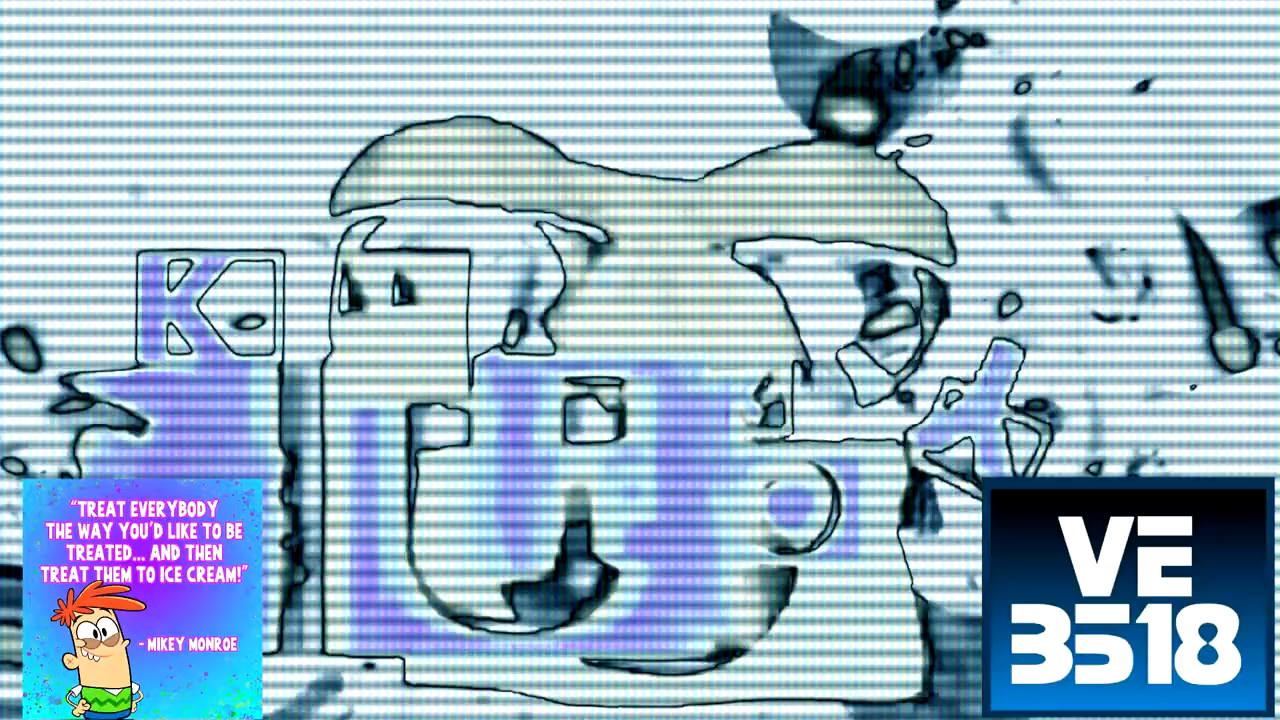 K
"TREAT EVERYBODY
THE WAY YOU'D LIKE TO BE
TREATED... AND THEN
TREAT THEM TO ICE CREAM!"
- MIKEY MONROE
VE
3518